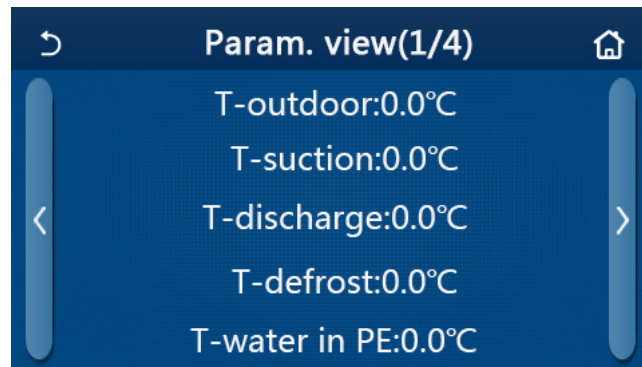 Param. view(1/4)
T-outdoor:0.0℃
T-suction:0.0℃
T-discharge:0.0℃
T-defrost:0.0℃
T-water in PE:0.0℃